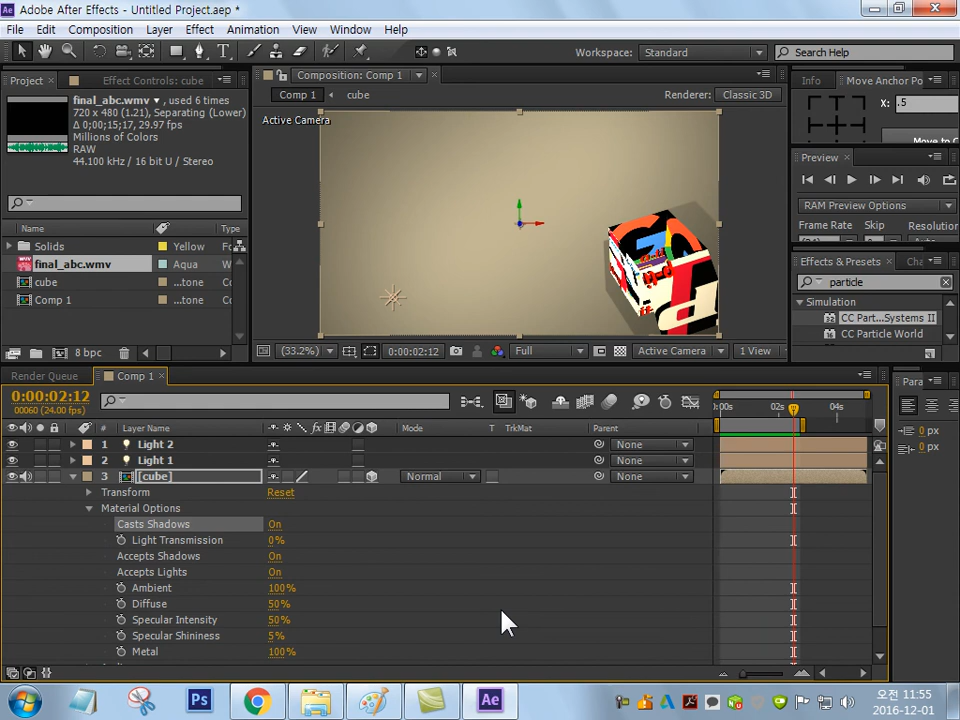 Ae Adobe After Effects - Untitled Project.aep *
File Edit Composition Layer Effect Animation View Window Help
Workspace: Standard Search Help
Project Effect Controls: cube
Composition: Comp 1
Info Move Anchor Po
final_abc.wmv ▼, used 6 times
720 x 480 (1.21), Separating (Lower)
Δ 0;00;15;17, 29.97 fps
Millions of Colors
RAW
44.100 kHz / 16 bit U / Stereo
Comp 1 cube Renderer: Classic 3D
Active Camera
X: .5
Move to C
Preview
RAM Preview Options
Frame Rate Skip Resolution
Effects & Presets Cha
particle
Simulation
CC Part...Systems II
CC Particle World
Name Type
Solids Yellow F
final_abc.wmv Aqua W
cube ...tone C
Comp 1 ...tone C
8 bpc
(33.2%) 0:00:02:12 Full Active Camera 1 View
Render Queue Comp 1
Para
0:00:02:12
00060 (24.00 fps)
:00s 02s 04s
# Layer Name Mode T TrkMat Parent
1 Light 2 None
2 Light 1 None
3 [cube] Normal None
Transform Reset
Material Options
Casts Shadows On
Light Transmission 0%
Accepts Shadows On
Accepts Lights On
Ambient 100%
Diffuse 50%
Specular Intensity 50%
Specular Shininess 5%
Metal 100%
0 px
0 px
Ps Ae
오전 11:55
2016-12-01